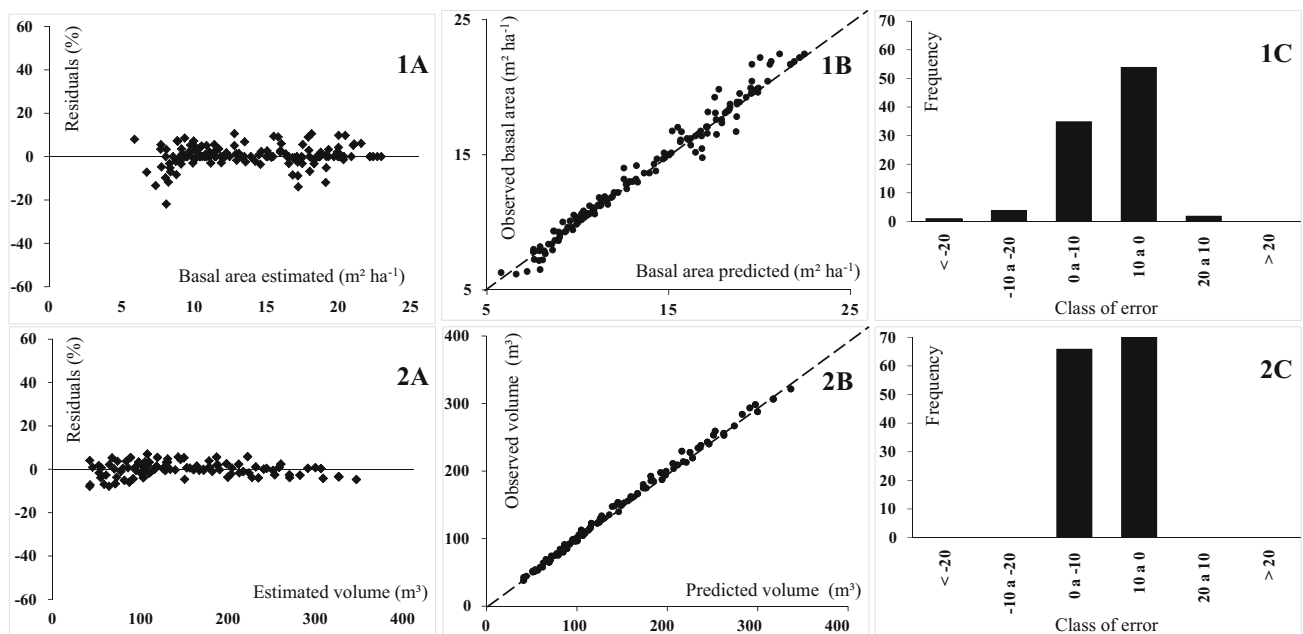 60
40
20
0
-20
-40
-60
Residuals (%)
1A
Basal area estimated (m² ha⁻¹)
0 5 10 15 20 25
25
15
5
Observed basal area (m² ha⁻¹)
1B
Basal area predicted (m² ha⁻¹)
5 15 25
70
60
50
40
30
20
10
0
Frequency
1C
< -20
-10 a -20
0 a -10
10 a 0
20 a 10
> 20
Class of error
60
40
20
0
-20
-40
-60
Residuals (%)
2A
Estimated volume (m³)
0 100 200 300 400
400
300
200
100
0
Observed volume (m³)
2B
Predicted volume (m³)
0 100 200 300 400
70
60
50
40
30
20
10
0
Frequency
2C
< -20
-10 a -20
0 a -10
10 a 0
20 a 10
> 20
Class of error